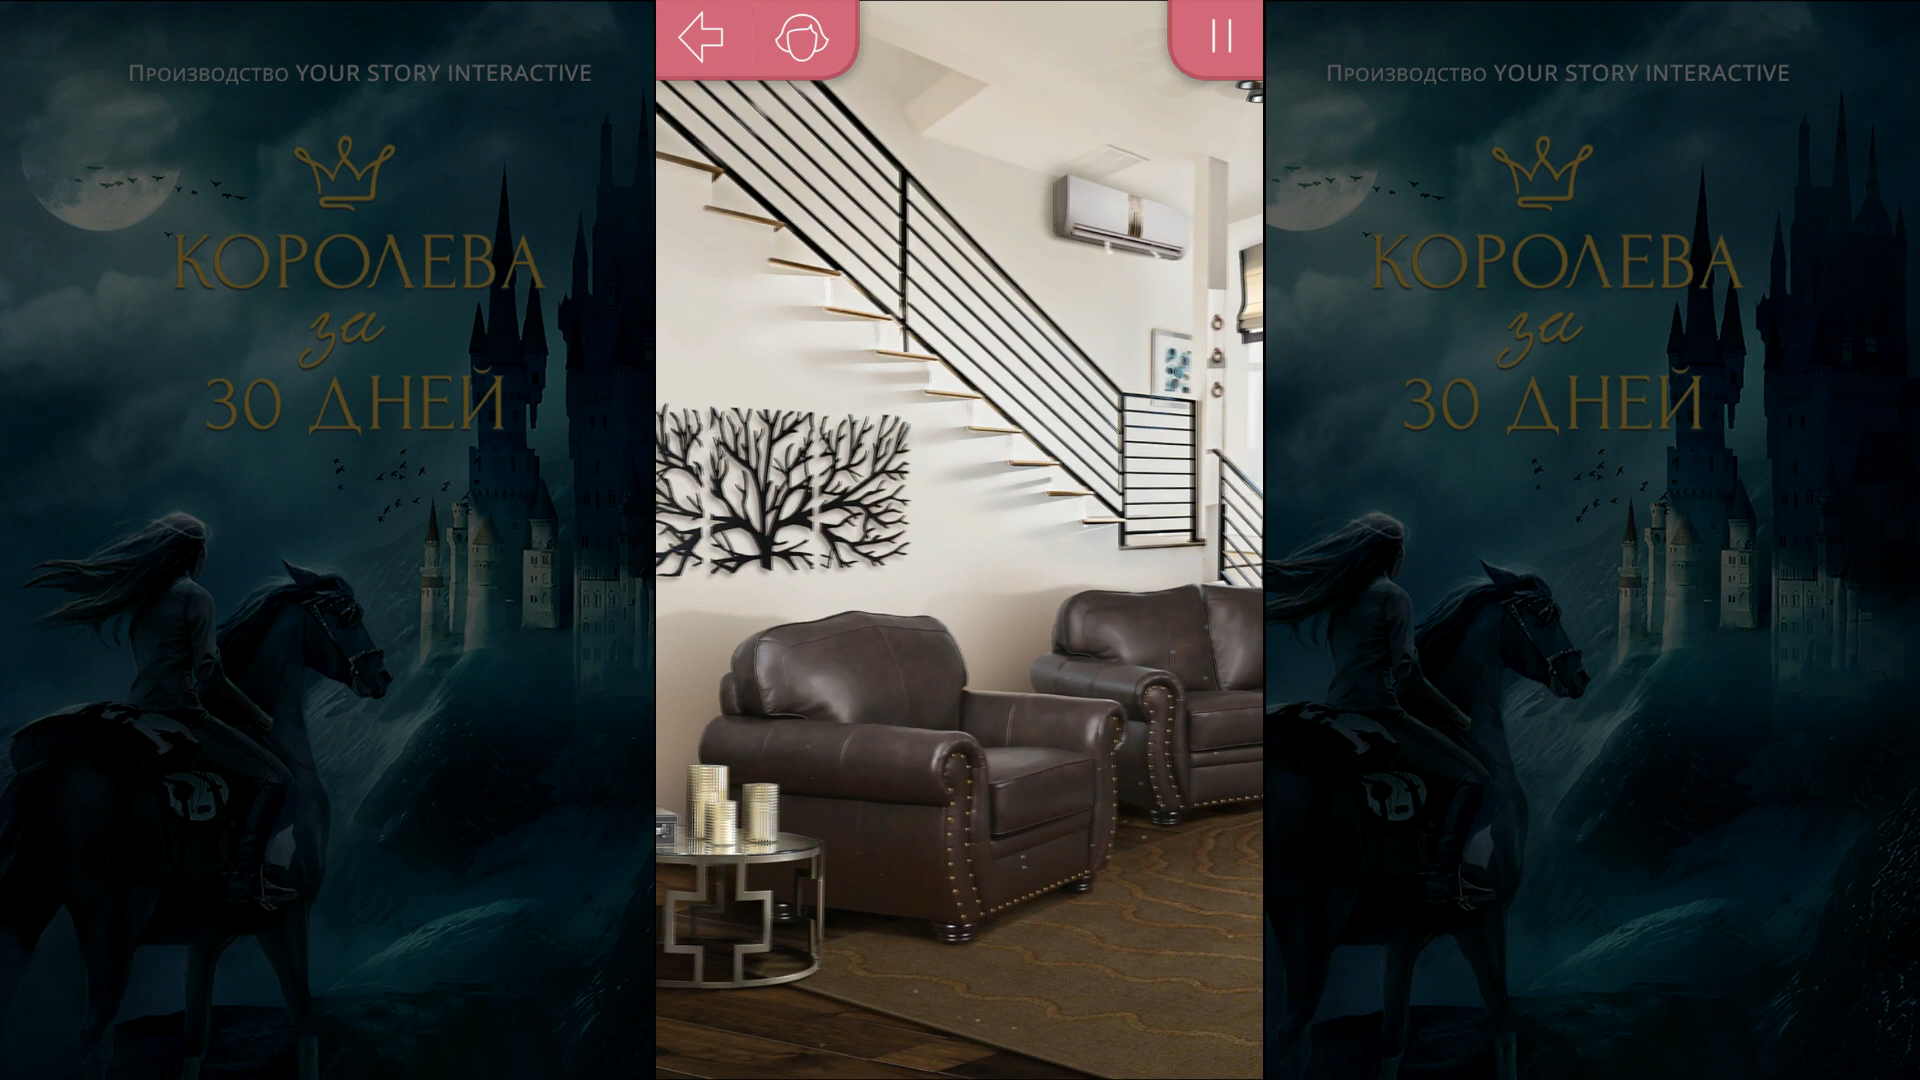 Производство YOUR STORY INTERACTIVE
КОРОЛЕВА
за
30 ДНЕЙ
Производство YOUR STORY INTERACTIVE
КОРОЛЕВА
за
30 ДНЕЙ